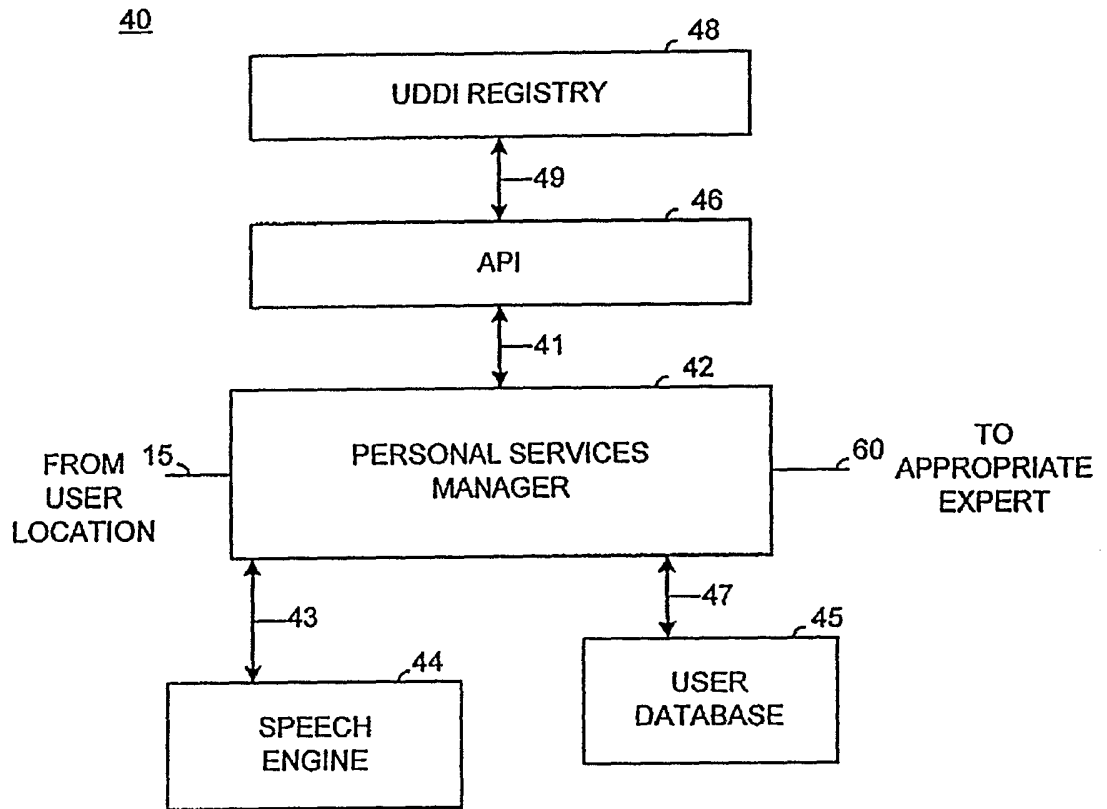 40
48
UDDI REGISTRY
49
46
API
41
42
PERSONAL SERVICES
MANAGER
FROM
USER
LOCATION
15
60
TO
APPROPRIATE
EXPERT
43
47
44
SPEECH
ENGINE
45
USER
DATABASE